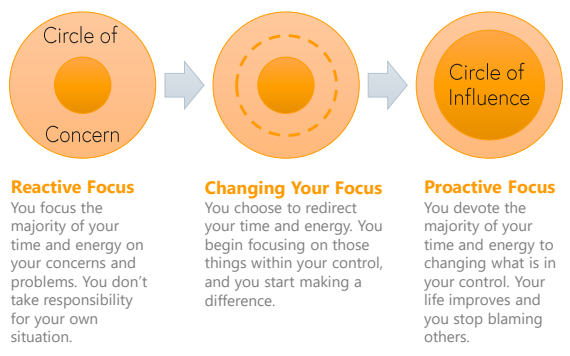 Circle of
Concern
Circle of
Influence
Reactive Focus
You focus the
majority of your
time and energy on
your concerns and
problems. You don't
take responsibility
for your own
situation.
Changing Your Focus
You choose to redirect
your time and energy. You
begin focusing on those
things within your control,
and you start making a
difference.
Proactive Focus
You devote the
majority of your
time and energy to
changing what is in
your control. Your
life improves and
you stop blaming
others.